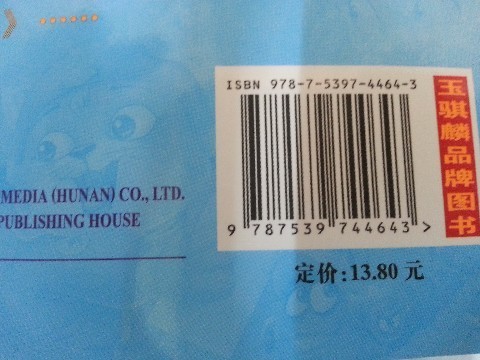 》 ······
ISBN 978-7-5397-4464-3
玉骐麟品牌图书
MEDIA (HUNAN) CO., LTD.
PUBLISHING HOUSE
9 787539 744643 >
定价:13.80 元